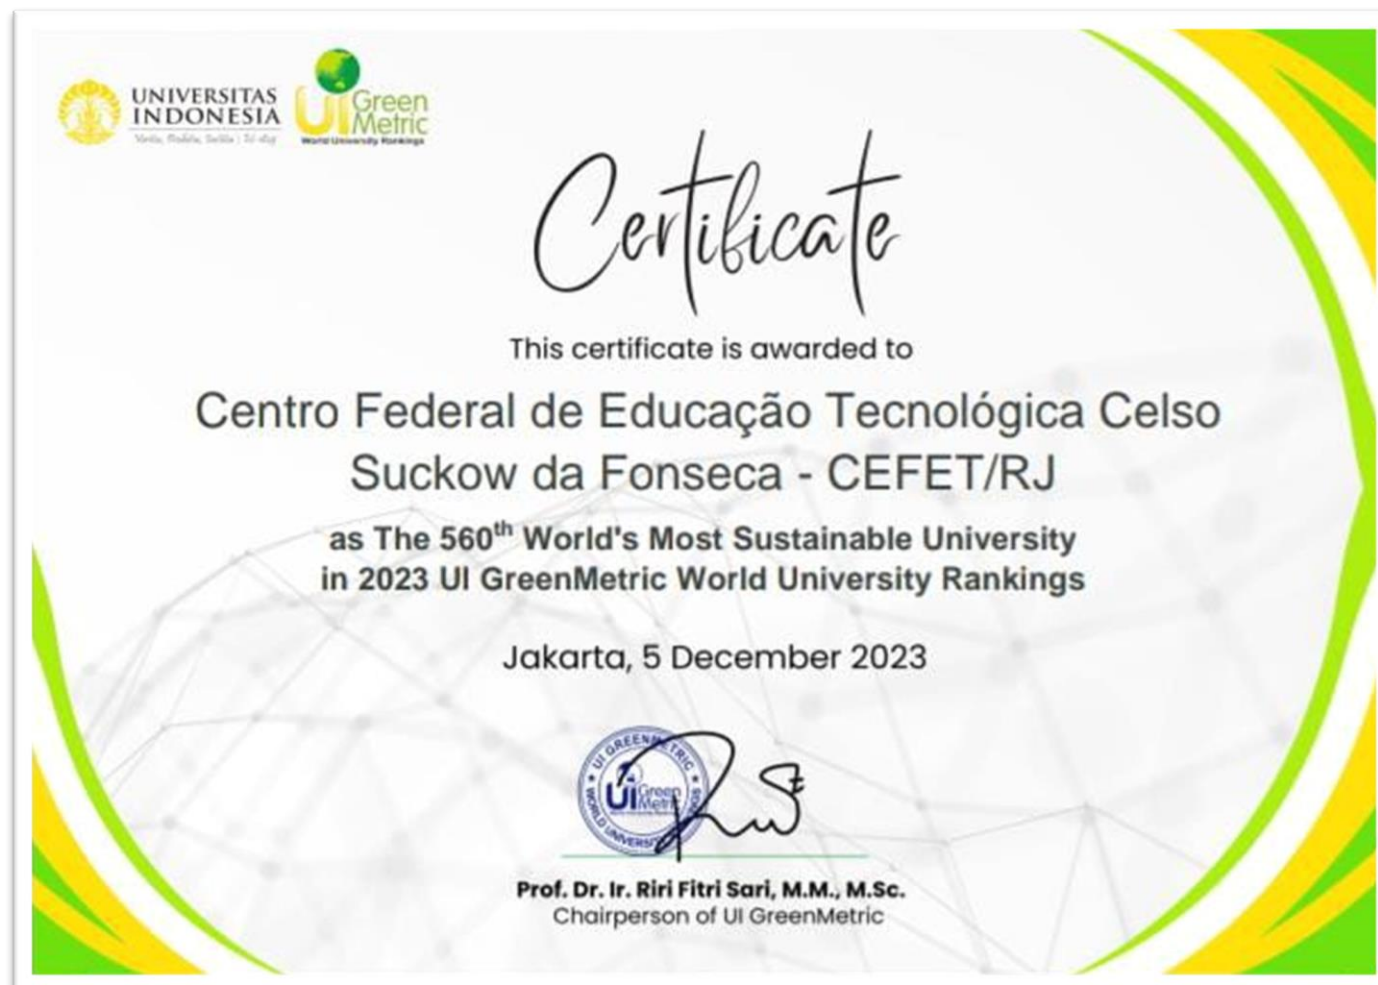 UNIVERSITAS
INDONESIA
UI Green
Metric
World University Rankings
Certificate
This certificate is awarded to
Centro Federal de Educação Tecnológica Celso
Suckow da Fonseca - CEFET/RJ
as The 560th World's Most Sustainable University
in 2023 UI GreenMetric World University Rankings
Jakarta, 5 December 2023
UI GREENMETRIC
UI Green
Metric
WORLD UNIVERSITY
Prof. Dr. Ir. Riri Fitri Sari, M.M., M.Sc.
Chairperson of UI GreenMetric